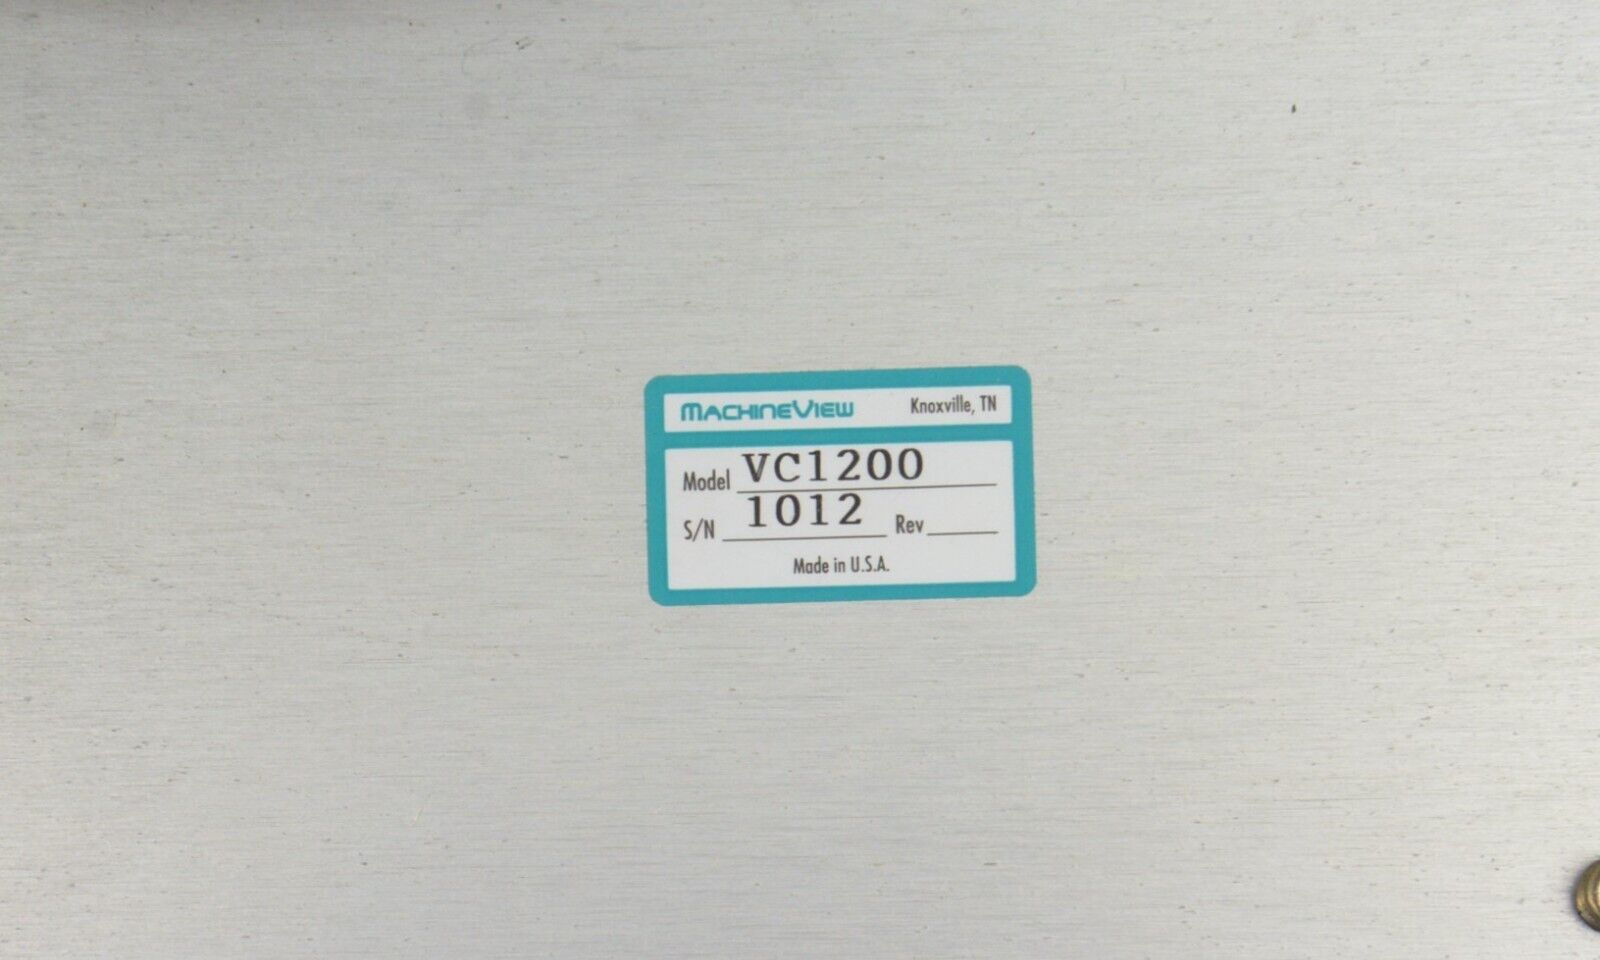 MACHINEVIEW Knoxville, TN
Model VC1200
S/N 1012 Rev
Made in U.S.A.